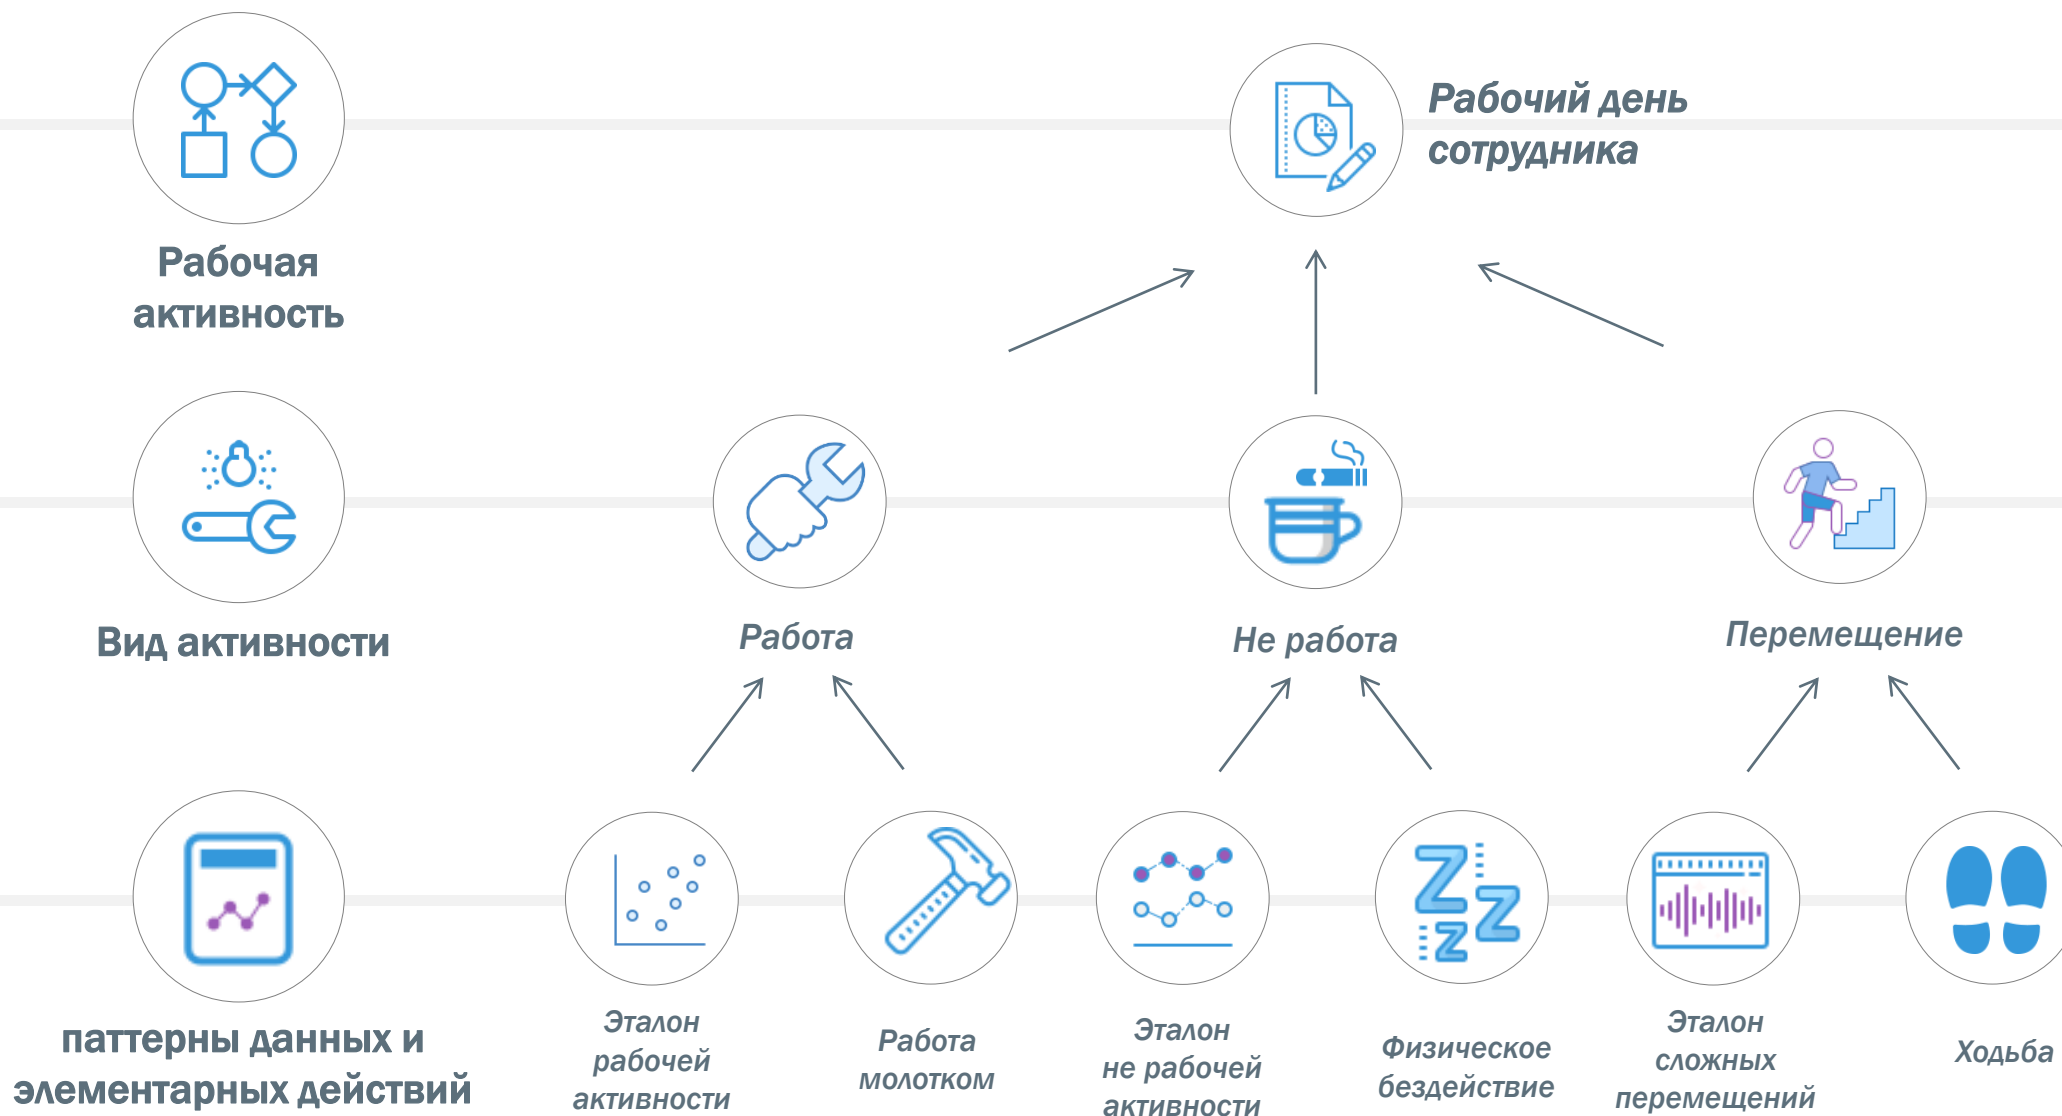 Рабочая
активность
Рабочий день
сотрудника
Вид активности
Работа
Не работа
Перемещение
паттерны данных и
элементарных действий
Эталон
рабочей
активности
Работа
молотком
Эталон
не рабочей
активности
Физическое
бездействие
Эталон
сложных
перемещений
Ходьба